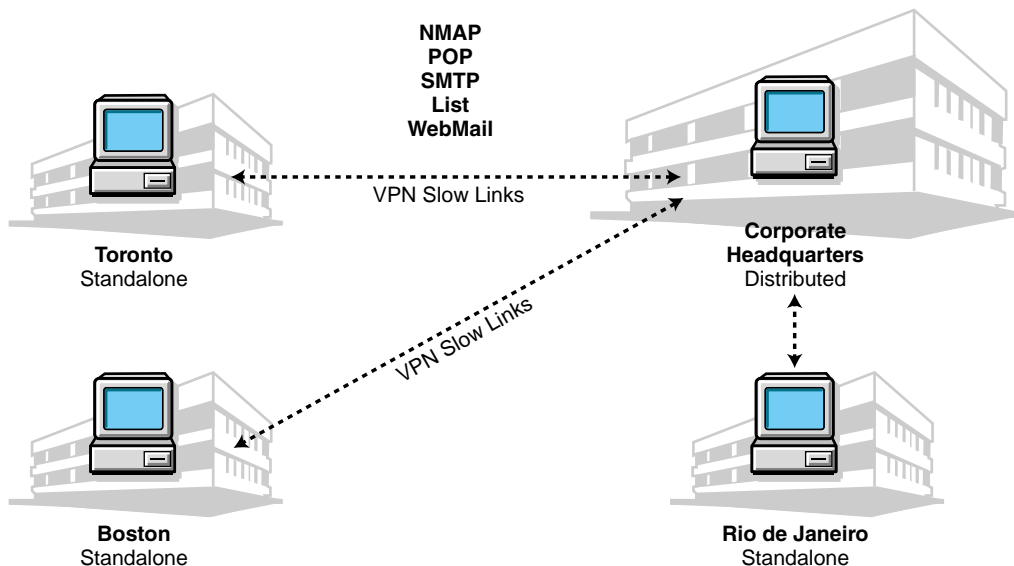 NMAP
POP
SMTP
List
WebMail
VPN Slow Links
Toronto
Standalone
Corporate
Headquarters
Distributed
VPN Slow Links
Boston
Standalone
Rio de Janeiro
Standalone